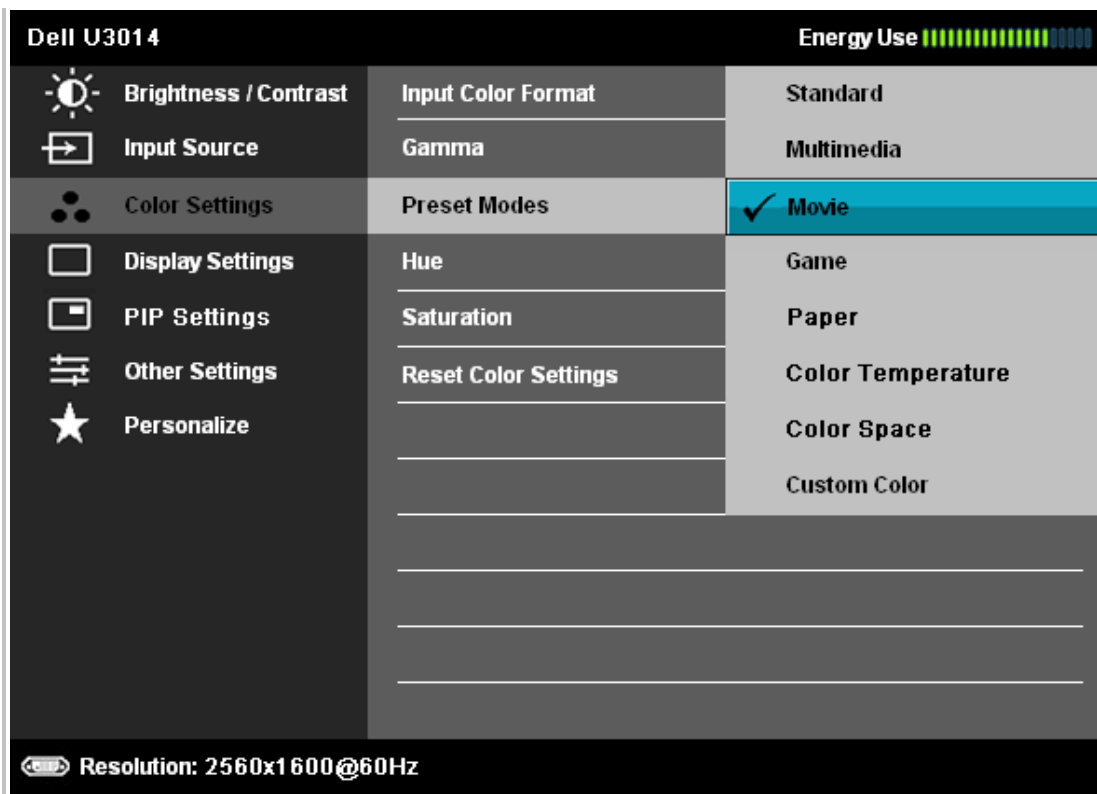 Dell U3014 Energy Use
Brightness / Contrast Input Color Format Standard
Input Source Gamma Multimedia
Color Settings Preset Modes Movie
Display Settings Hue Game
PIP Settings Saturation Paper
Other Settings Reset Color Settings Color Temperature
Personalize Color Space
Custom Color
Resolution: 2560x1600@60Hz